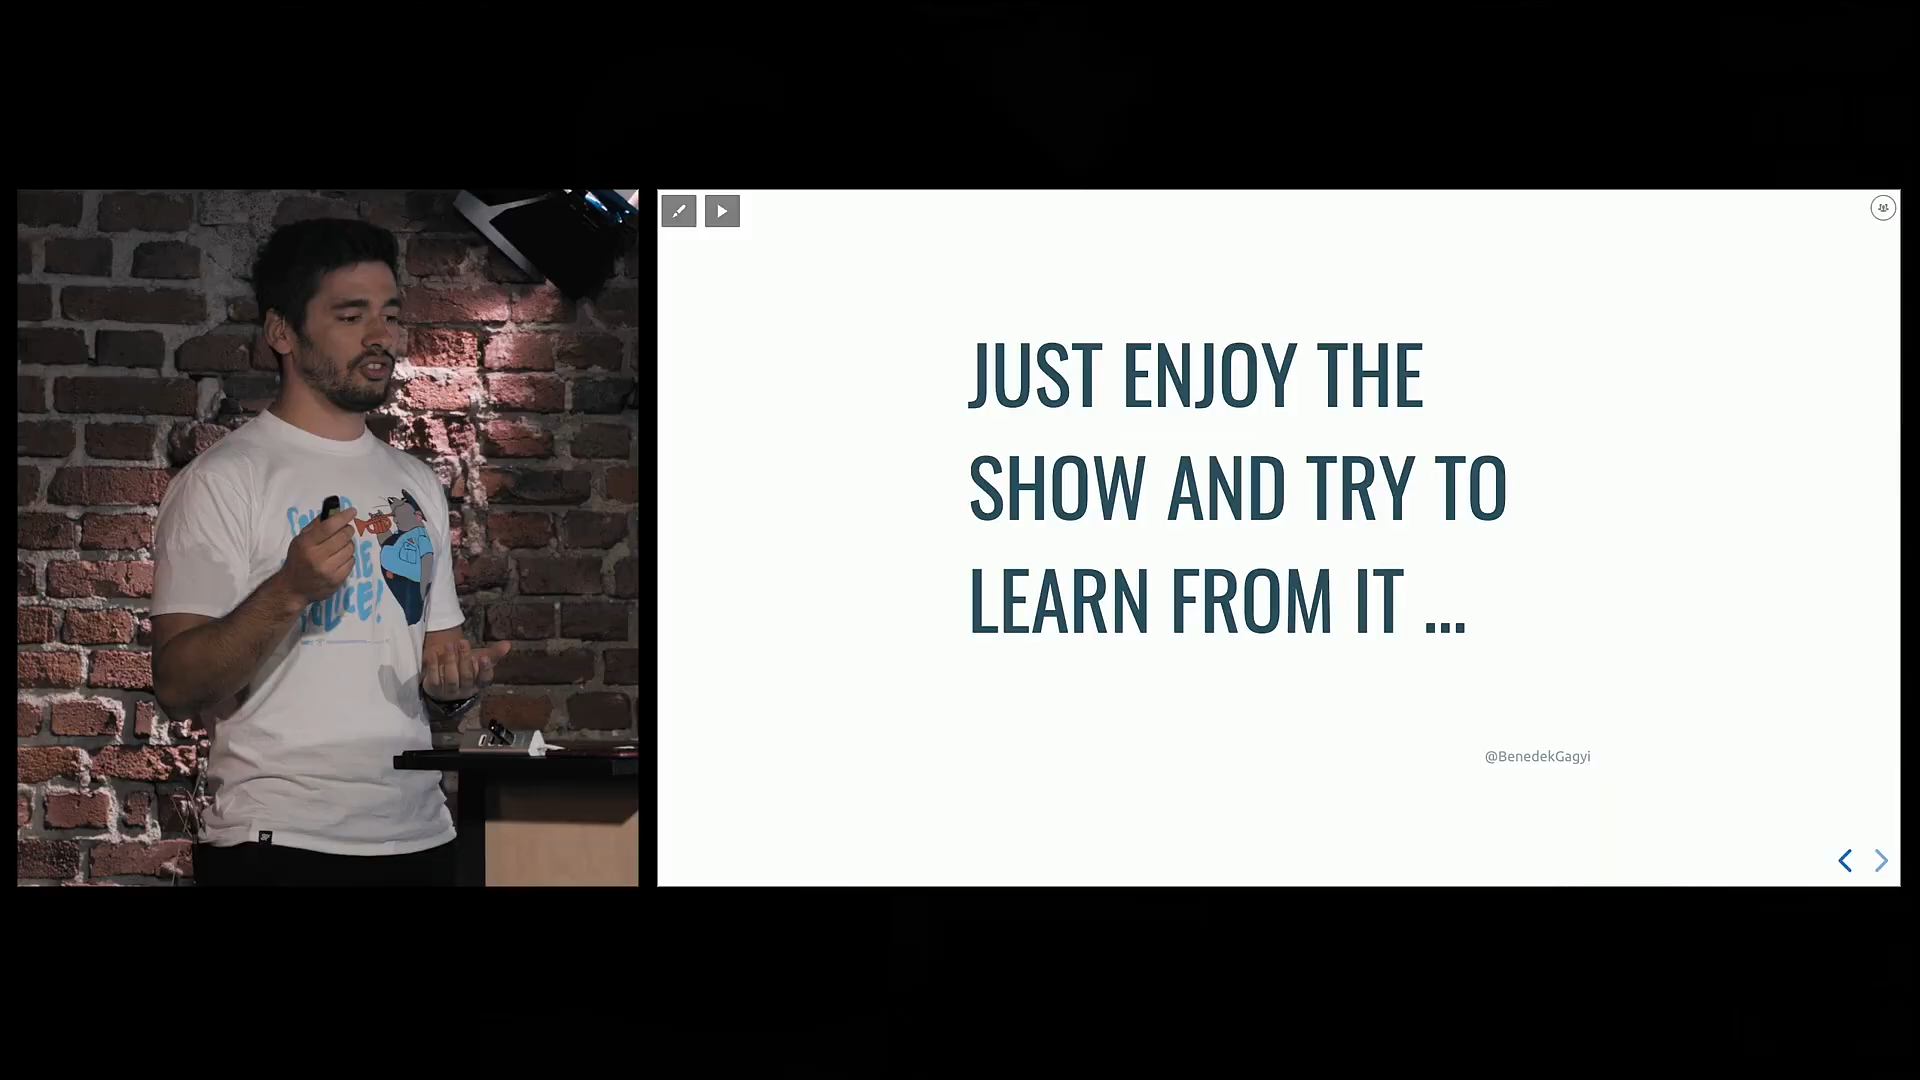 JUST ENJOY THE
SHOW AND TRY TO
LEARN FROM IT ...
@BenedekGagyi